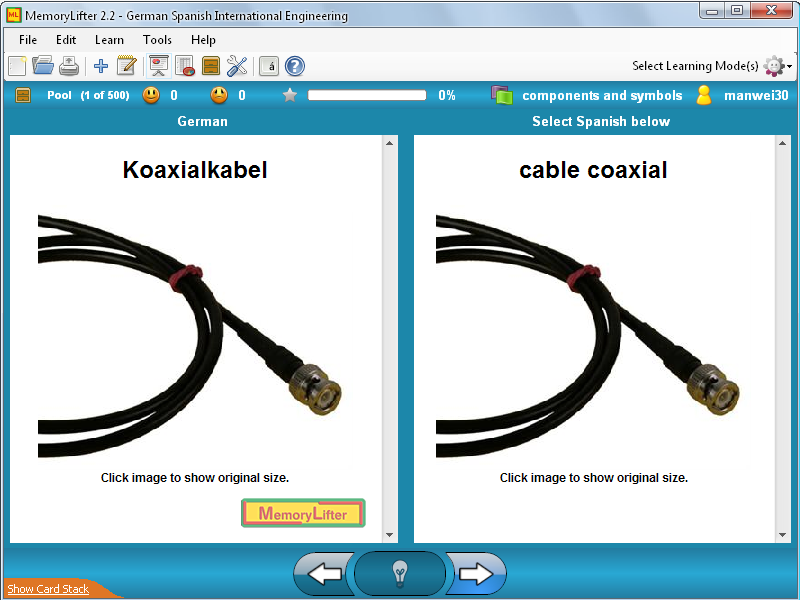 MemoryLifter 2.2 - German Spanish International Engineering
File Edit Learn Tools Help
á ? Select Learning Mode(s)
Pool (1 of 500) 0 0 0% components and symbols manwei30
German Select Spanish below
Koaxialkabel cable coaxial
Click image to show original size. Click image to show original size.
MemoryLifter
Show Card Stack